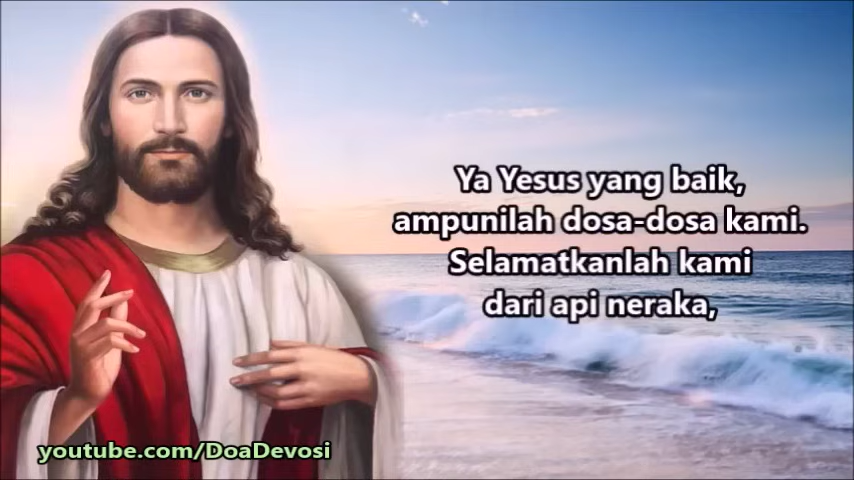 Ya Yesus yang baik,
ampunilah dosa-dosa kami.
Selamatkanlah kami
dari api neraka,
youtube.com/DoaDevosi